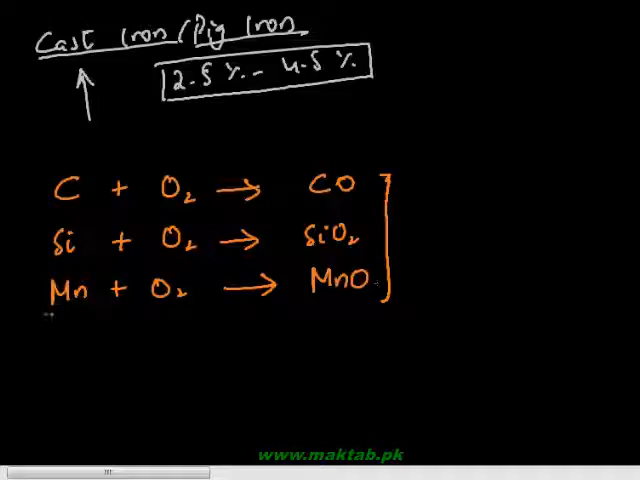 Cast Iron / Pig Iron
2.5 % - 4.5 %
C + O₂ → CO
Si + O₂ → SiO₂
Mn + O₂ → MnO
www.maktab.pk